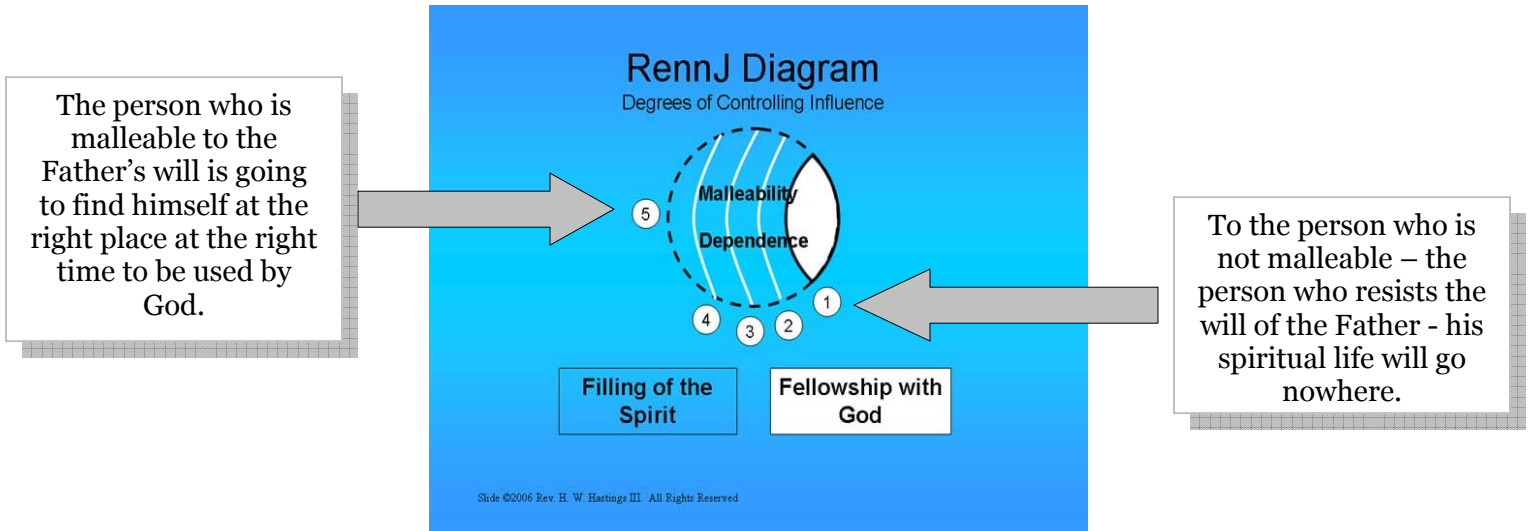 The person who is
malleable to the
Father’s will is going
to find himself at the
right place at the right
time to be used by
God.
RennJ Diagram
Degrees of Controlling Influence
Malleability
Dependence
5
4
3
2
1
Filling of the
Spirit
Fellowship with
God
Slide ©2006 Rev. H. W. Hastings III. All Rights Reserved
To the person who is
not malleable – the
person who resists the
will of the Father - his
spiritual life will go
nowhere.